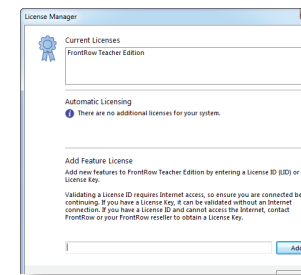 License Manager
Current Licenses
FrontRow Teacher Edition
Automatic Licensing
There are no additional licenses for your system.
Add Feature License
Add new features to FrontRow Teacher Edition by entering a License ID (LID) or
License Key.
Validating a License ID requires Internet access, so ensure you are connected be
continuing. If you have a License Key, it can be validated without an Internet
connection. If you have a License ID and cannot access the Internet, contact
FrontRow or your FrontRow reseller to obtain a License Key.
Add